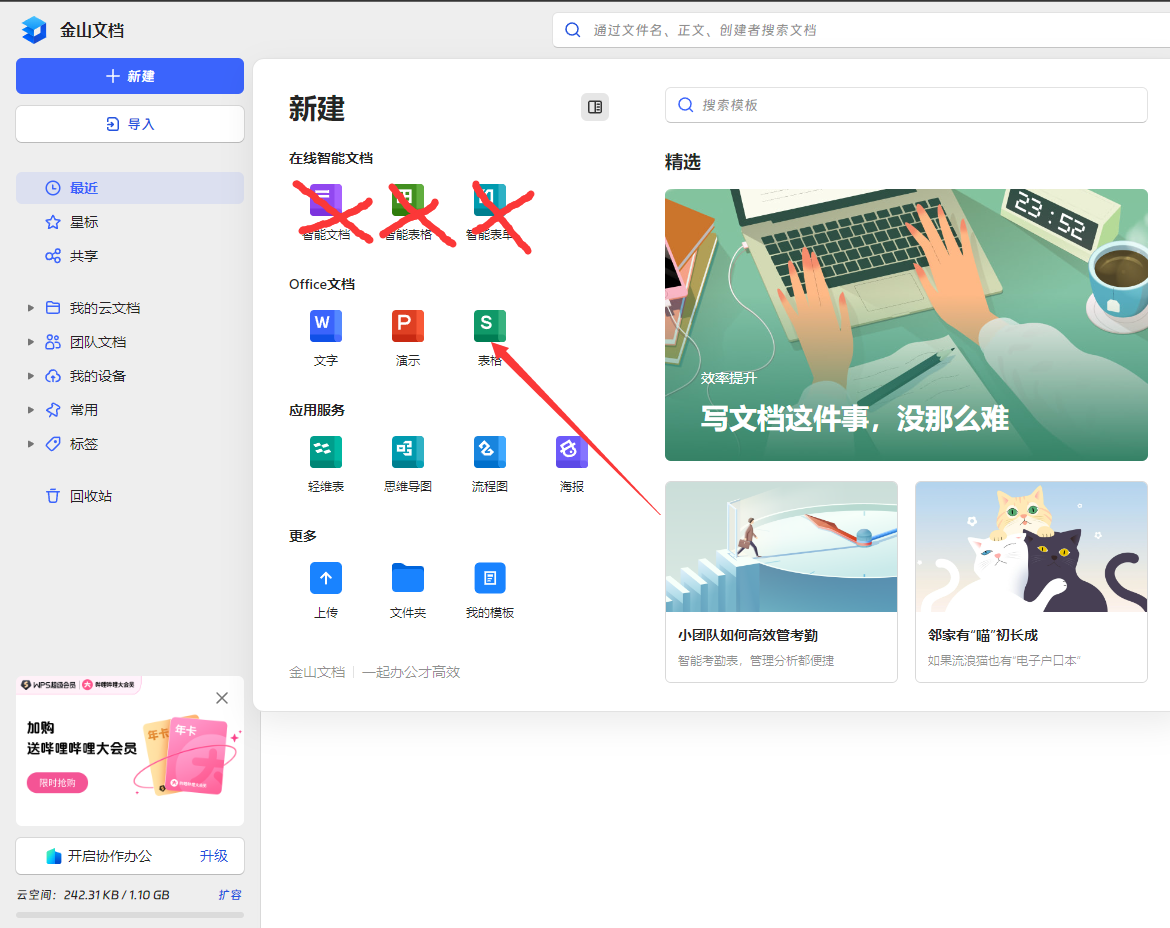 金山文档
通过文件名、正文、创建者搜索文档
新建
导入
最近
星标
共享
我的云文档
团队文档
我的设备
常用
标签
回收站
WPS超级会员 哔哩哔哩大会员
加购
送哔哩哔哩大会员
限时抢购
年卡
年卡
大
哔哩哔哩大会员
开启协作办公 升级
云空间：242.31 KB / 1.10 GB 扩容
新建
在线智能文档
智能文档 智能表格 智能表单
Office文档
W P S
文字 演示 表格
应用服务
轻维表 思维导图 流程图 海报
更多
上传 文件夹 我的模板
金山文档 一起办公才高效
搜索模板
精选
23:52
效率提升
写文档这件事，没那么难
小团队如何高效管考勤
智能考勤表，管理分析都便捷
邻家有“喵”初长成
如果流浪猫也有“电子户口本”